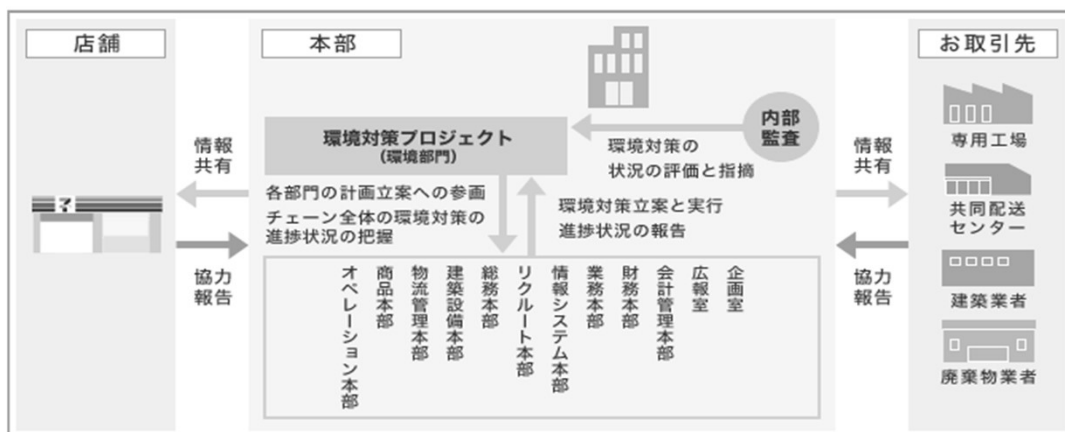 店舗
本部
お取引先
情報
共有
協力
報告
環境対策プロジェクト
(環境部門)
内部
監査
環境対策の
状況の評価と指摘
各部門の計画立案への参画
チェーン全体の環境対策の
進捗状況の把握
環境対策立案と実行
進捗状況の報告
オペレーション本部
商品本部
物流管理本部
建築設備本部
総務本部
リクルート本部
情報システム本部
業務本部
財務本部
会計管理本部
広報室
企画室
情報
共有
協力
報告
専用工場
共同配送
センター
建築業者
廃棄物業者
7